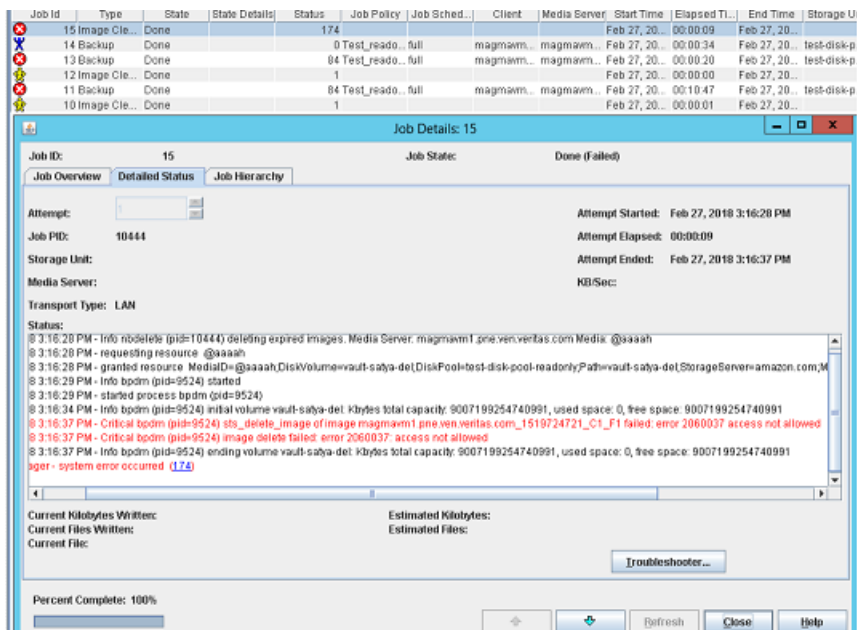 Job Id Type State State Details Status Job Policy Job Sched... Client Media Server Start Time Elapsed Ti... End Time Storage U
15 Image Cle... Done 174 Feb 27, 20... 00:00:09 Feb 27, 20...
14 Backup Done 0 Test_reado... full magmavm... magmavm... Feb 27, 20... 00:00:34 Feb 27, 20... test-disk-p
13 Backup Done 84 Test_reado... full magmavm... magmavm... Feb 27, 20... 00:00:20 Feb 27, 20... test-disk-p
12 Image Cle... Done 1 Feb 27, 20... 00:00:00 Feb 27, 20...
11 Backup Done 84 Test_reado... full magmavm... magmavm... Feb 27, 20... 00:10:47 Feb 27, 20... test-disk-p
10 Image Cle... Done 1 Feb 27, 20... 00:00:01 Feb 27, 20...
Job Details: 15
Job ID: 15 Job State: Done (Failed)
Job Overview Detailed Status Job Hierarchy
Attempt: 1 Attempt Started: Feb 27, 2018 3:16:28 PM
Job PID: 10444 Attempt Elapsed: 00:00:09
Storage Unit: Attempt Ended: Feb 27, 2018 3:16:37 PM
Media Server: KB/Sec:
Transport Type: LAN
Status:
8 3:16:28 PM - Info nbdelete (pid=10444) deleting expired images. Media Server: magmavm1.pne.ven.veritas.com Media: @aaaah
8 3:16:28 PM - requesting resource @aaaah
8 3:16:28 PM - granted resource MediaID=@aaaah;DiskVolume=vault-satya-del;DiskPool=test-disk-pool-readonly;Path=vault-satya-del;StorageServer=amazon.com;M
8 3:16:29 PM - Info bpdm (pid=9524) started
8 3:16:29 PM - started process bpdm (pid=9524)
8 3:16:34 PM - Info bpdm (pid=9524) initial volume vault-satya-del: Kbytes total capacity: 9007199254740991, used space: 0, free space: 9007199254740991
8 3:16:37 PM - Critical bpdm (pid=9524) sts_delete_image of image magmavm1.pne.ven.veritas.com_1519724721_C1_F1 failed: error 2060037 access not allowed
8 3:16:37 PM - Critical bpdm (pid=9524) image delete failed: error 2060037: access not allowed
8 3:16:37 PM - Info bpdm (pid=9524) ending volume vault-satya-del: Kbytes total capacity: 9007199254740991, used space: 0, free space: 9007199254740991
ager - system error occurred (174)
Current Kilobytes Written: Estimated Kilobytes:
Current Files Written: Estimated Files:
Current File:
Troubleshooter...
Percent Complete: 100%
Refresh Close Help